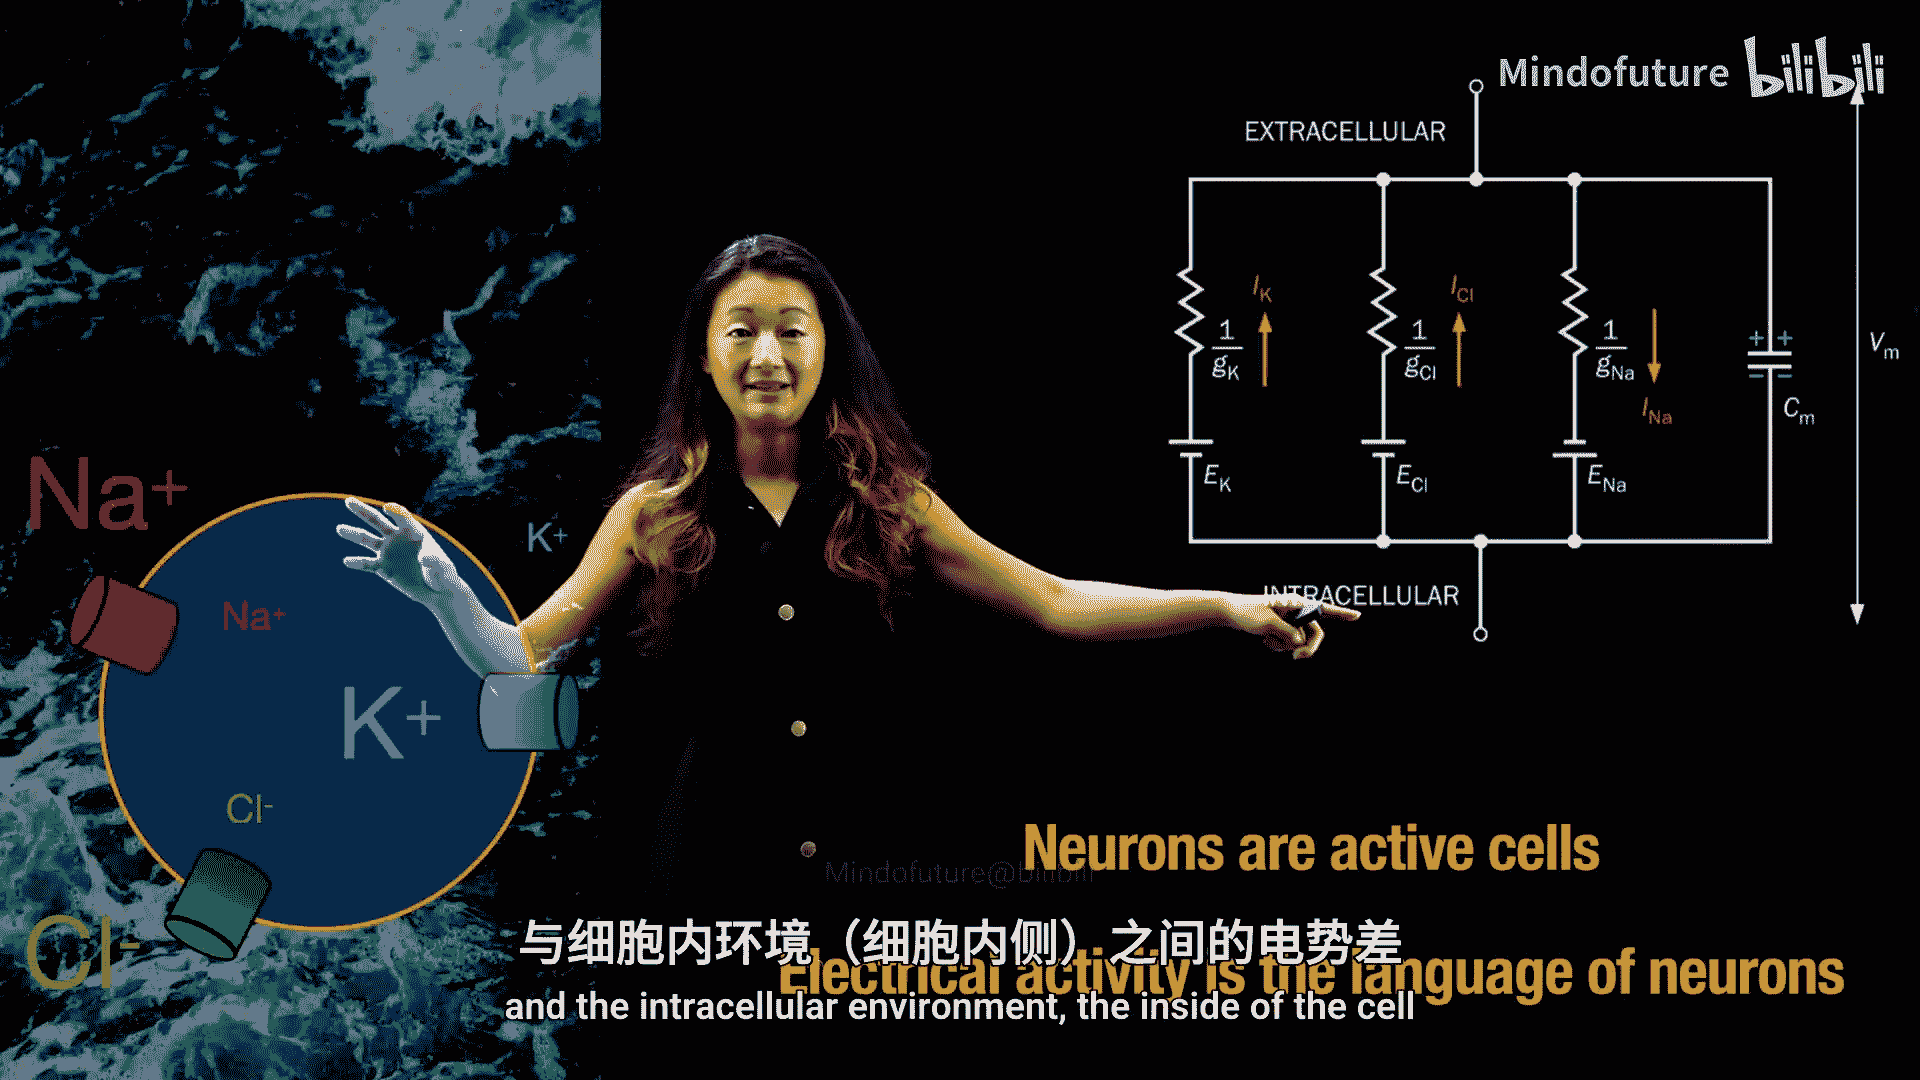 Mindofuture bilibili
EXTRACELLULAR
I_K
I_Cl
1/g_K
1/g_Cl
1/g_Na
I_Na
V_m
C_m
E_K
E_Cl
E_Na
INTRACELLULAR
Na+
K+
Na+
K+
Cl-
Cl-
Neurons are active cells
Mindofuture@bilibili
与细胞内环境（细胞内侧）之间的电势差
Electrical activity is the language of neurons
and the intracellular environment, the inside of the cell